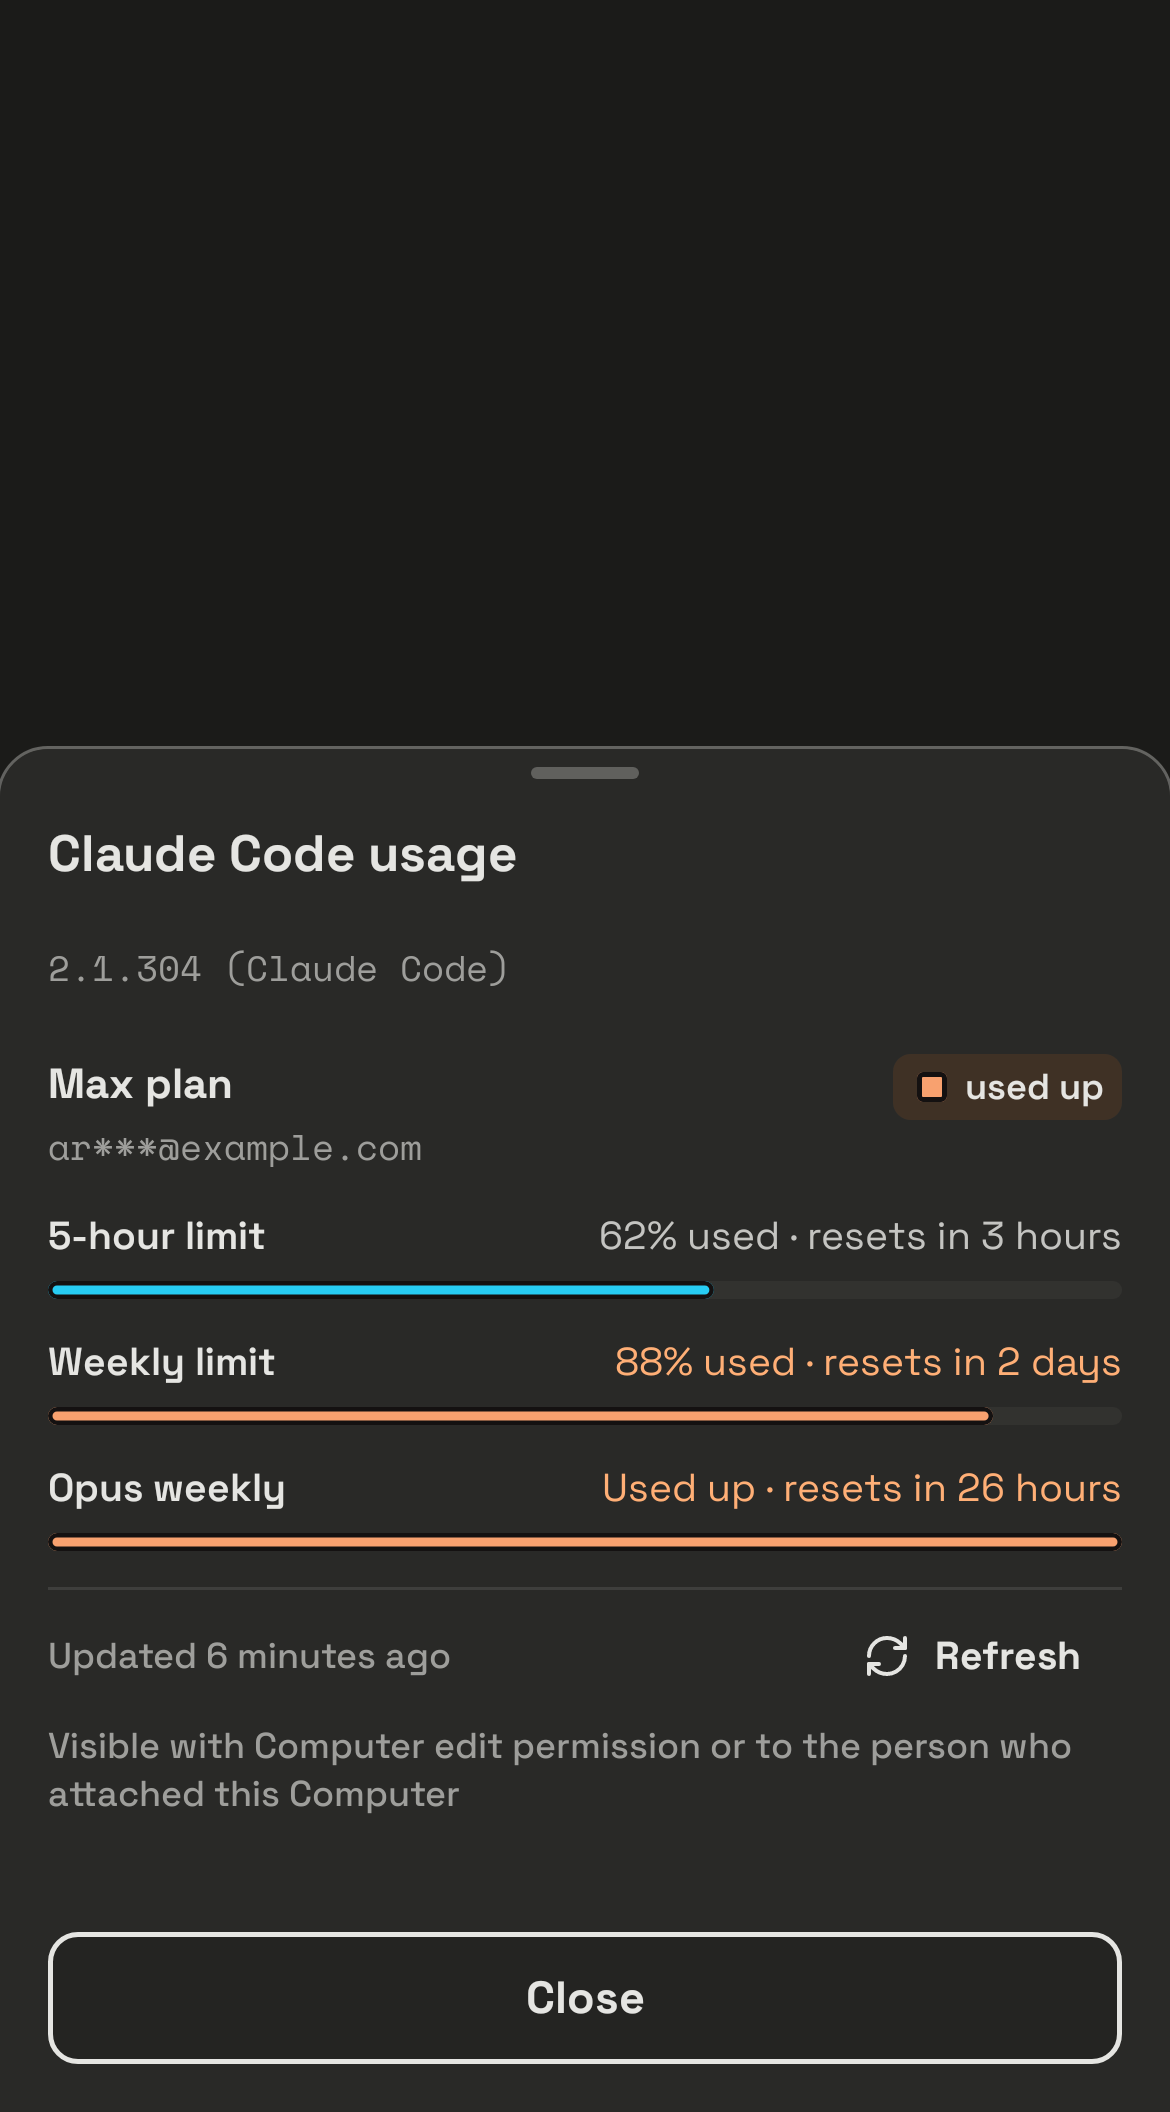 Claude Code usage
2.1.304 (Claude Code)
Max plan
used up
ar***@example.com
5-hour limit
62% used · resets in 3 hours
Weekly limit
88% used · resets in 2 days
Opus weekly
Used up · resets in 26 hours
Updated 6 minutes ago
Refresh
Visible with Computer edit permission or to the person who
attached this Computer
Close